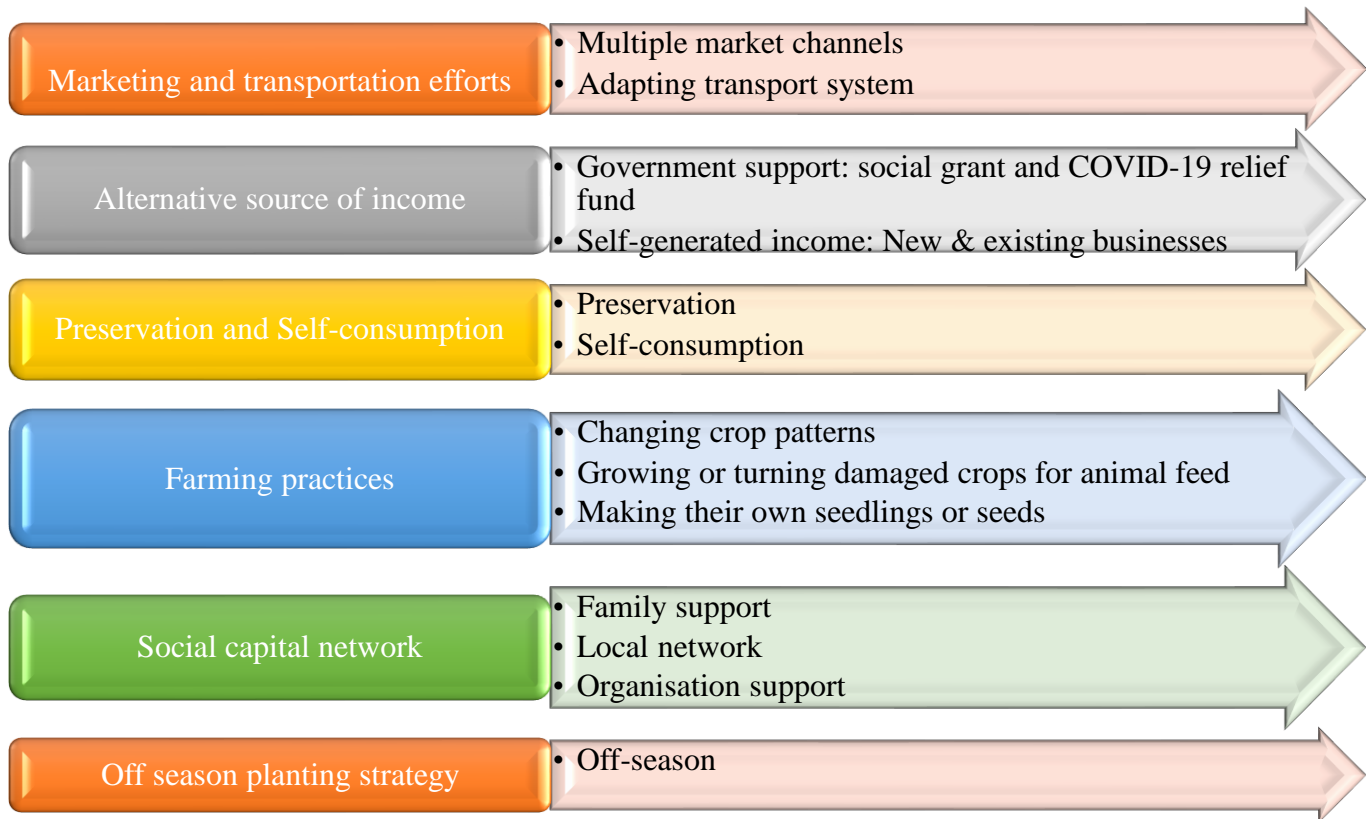 Marketing and transportation efforts
• Multiple market channels
• Adapting transport system
Alternative source of income
• Government support: social grant and COVID-19 relief
fund
• Self-generated income: New & existing businesses
Preservation and Self-consumption
• Preservation
• Self-consumption
Farming practices
• Changing crop patterns
• Growing or turning damaged crops for animal feed
• Making their own seedlings or seeds
Social capital network
• Family support
• Local network
• Organisation support
Off season planting strategy
• Off-season